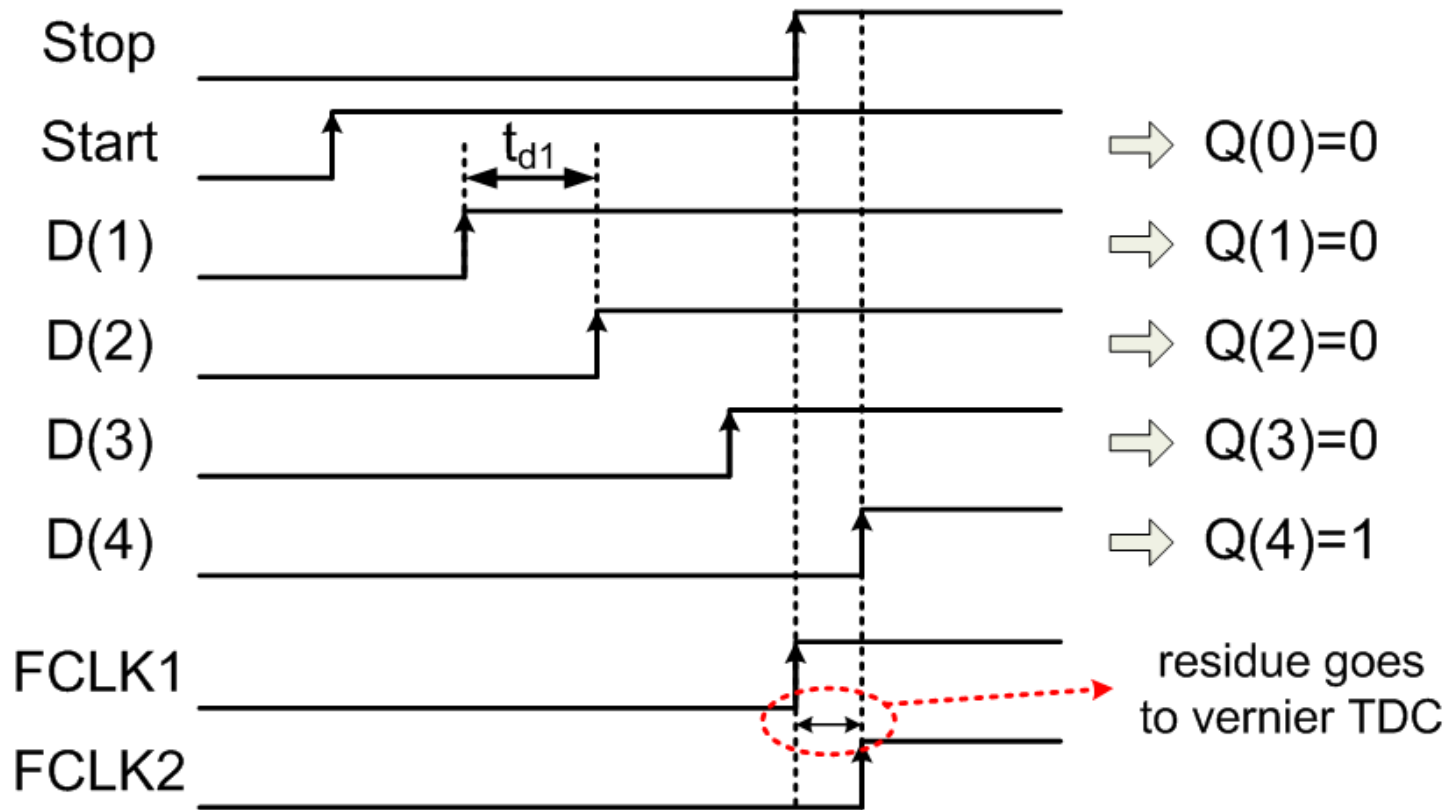 Stop
Start
t_d1
Q(0)=0
D(1)
Q(1)=0
D(2)
Q(2)=0
D(3)
Q(3)=0
D(4)
Q(4)=1
FCLK1
residue goes
to vernier TDC
FCLK2